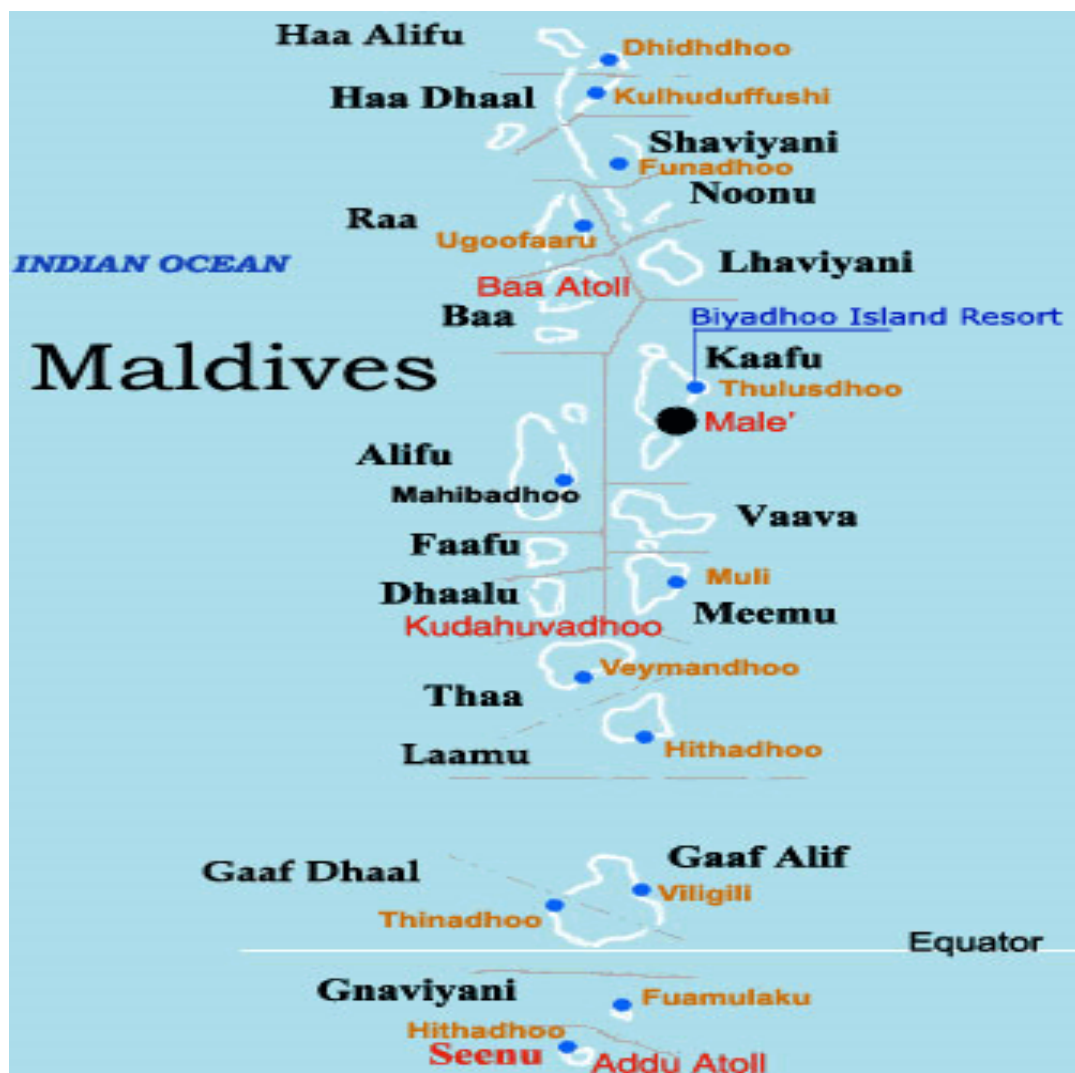 Haa Alifu
Dhidhdhoo
Haa Dhaal
Kulhuduffushi
Shaviyani
Funadhoo
Noonu
Raa
Ugoofaaru
INDIAN OCEAN
Lhaviyani
Baa Atoll
Baa
Biyadhoo Island Resort
Maldives
Kaafu
Thulusdhoo
Male'
Alifu
Mahibadhoo
Vaava
Faafu
Muli
Dhaalu
Meemu
Kudahuvadhoo
Veymandhoo
Thaa
Hithadhoo
Laamu
Gaaf Alif
Gaaf Dhaal
Viligili
Thinadhoo
Equator
Gnaviyani
Fuamulaku
Hithadhoo
Seenu
Addu Atoll